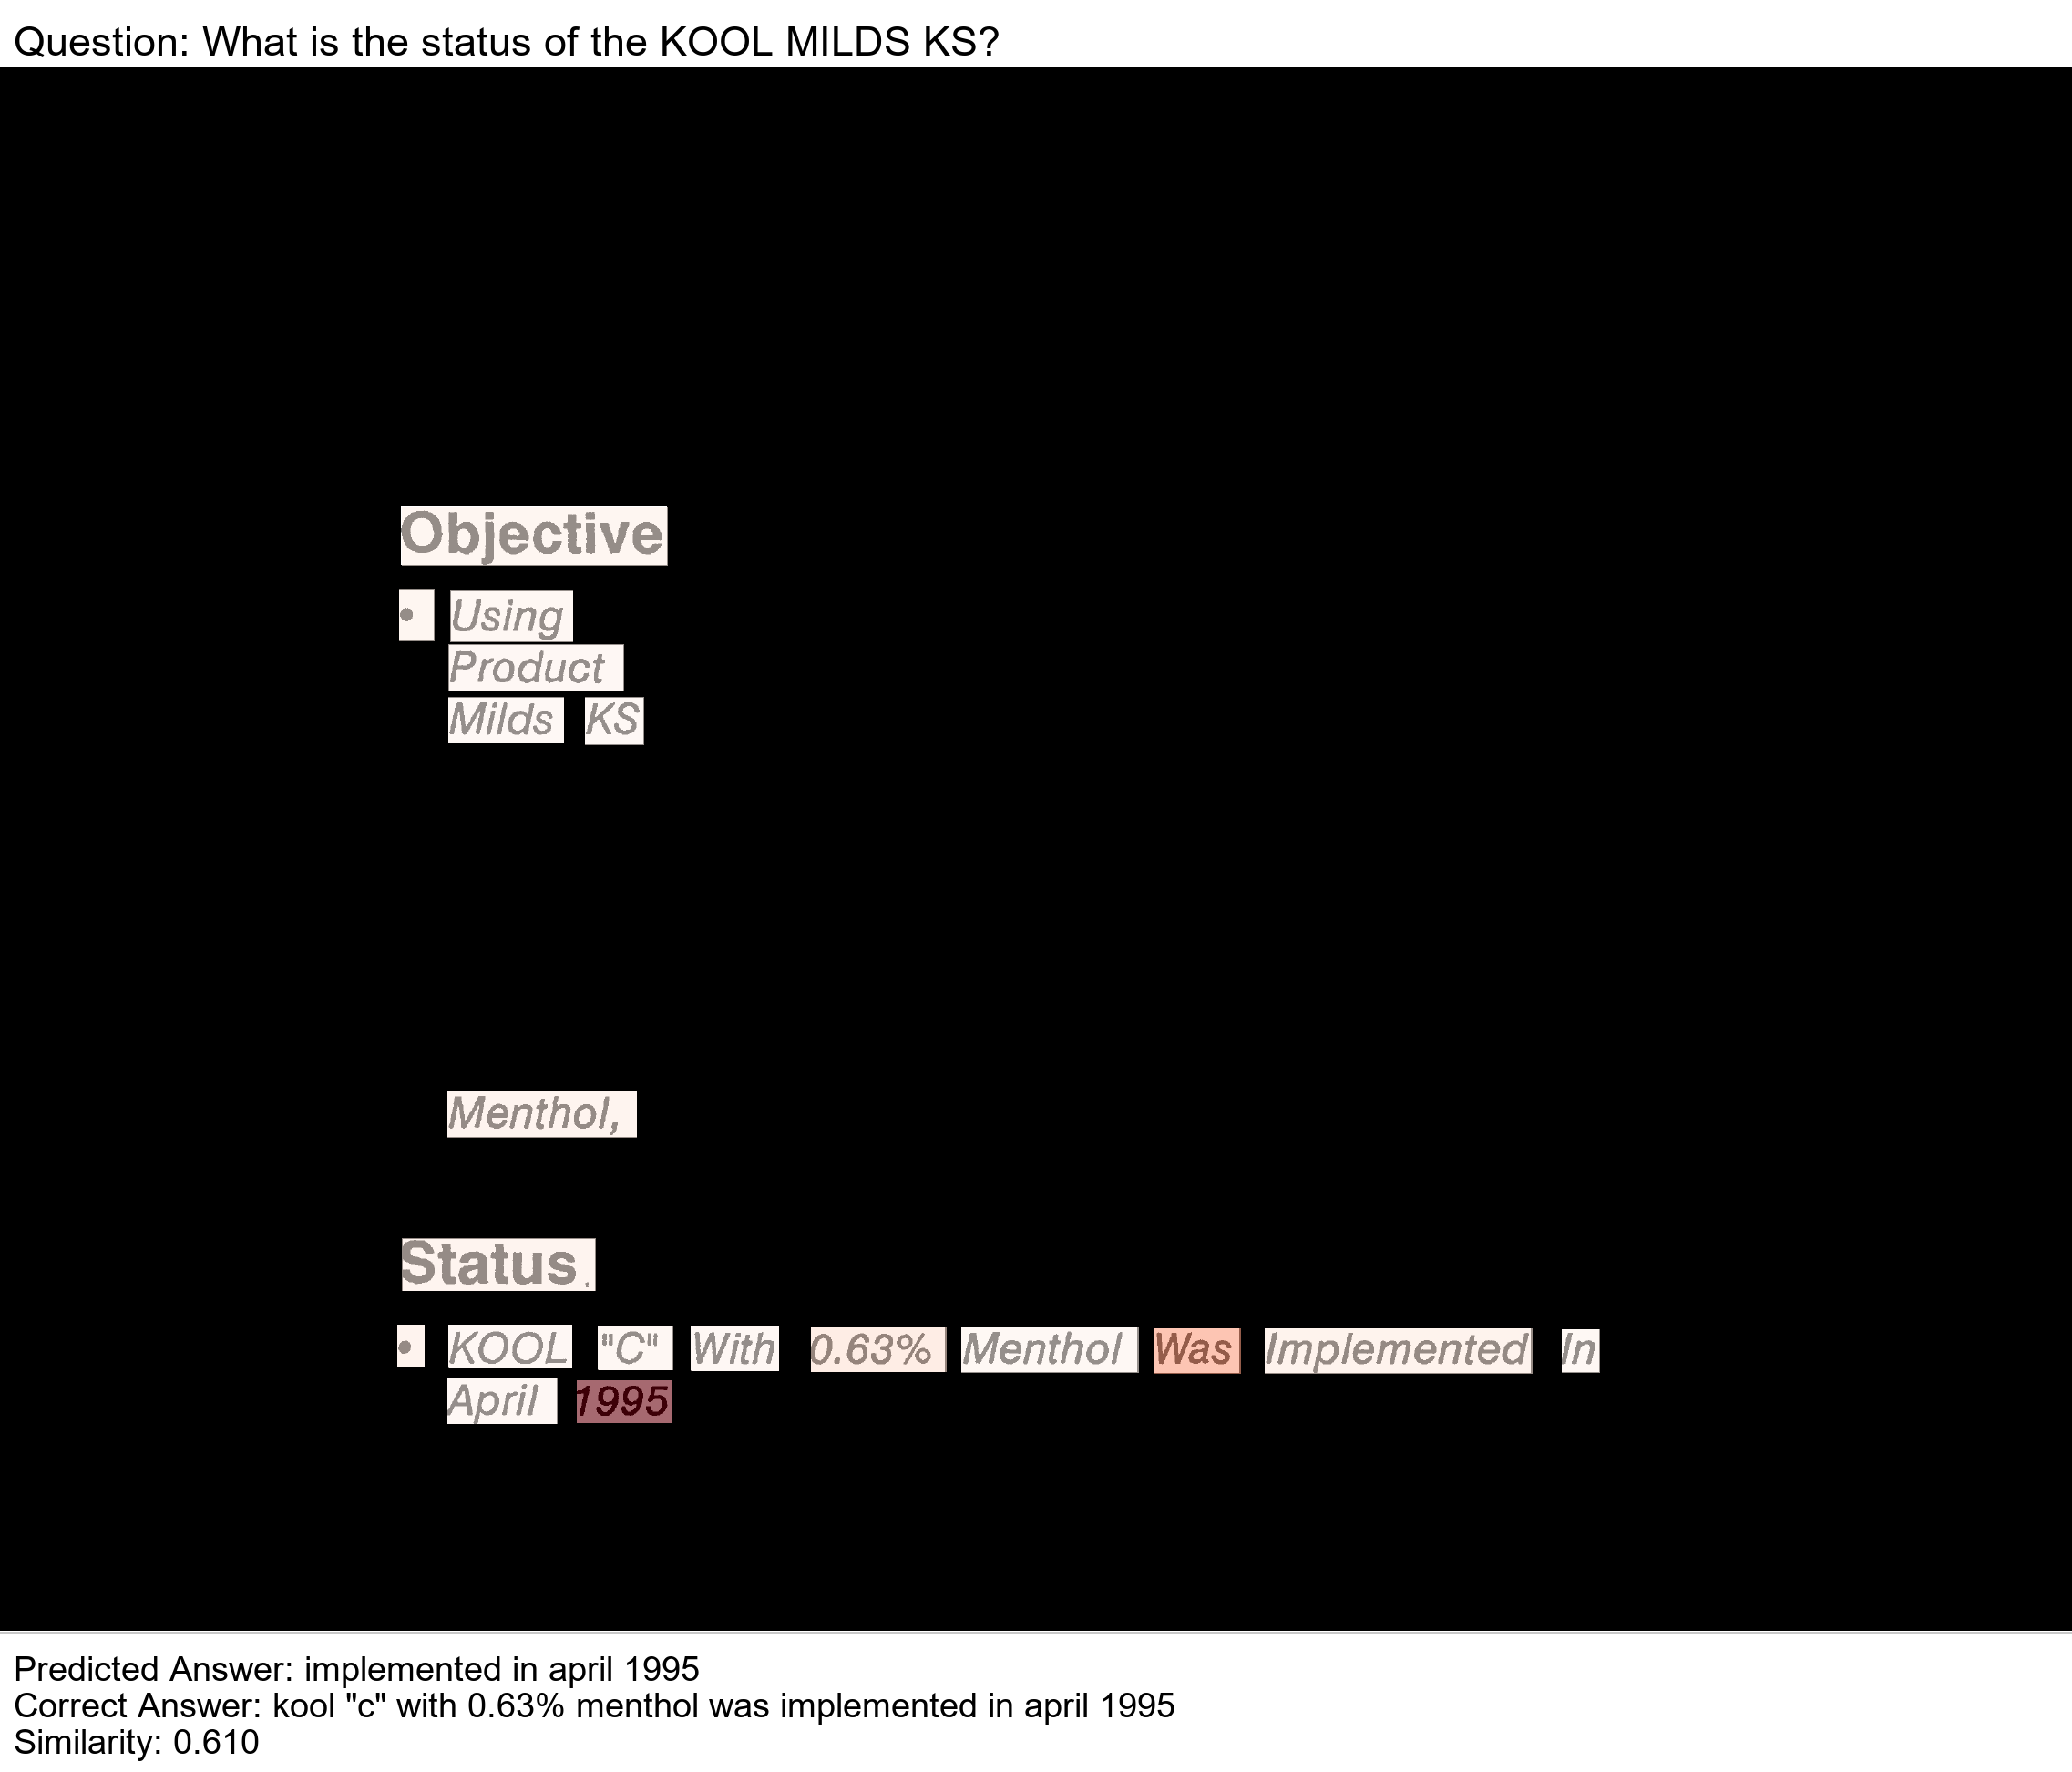 Question: What is the status of the KOOL MILDS KS?
Objective
• Using
Product
Milds KS
Menthol,
Status
• KOOL "C" With 0.63% Menthol Was Implemented In
April 1995
Predicted Answer: implemented in april 1995
Correct Answer: kool "c" with 0.63% menthol was implemented in april 1995
Similarity: 0.610